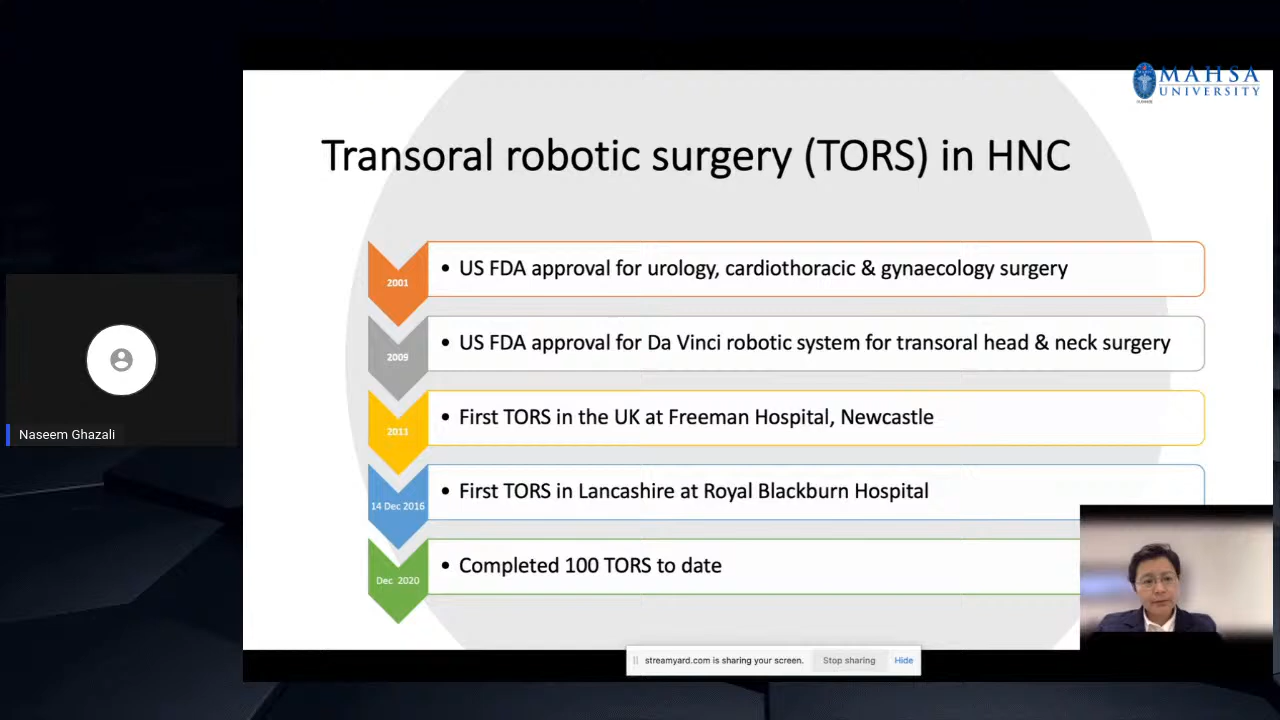 MAHSA
UNIVERSITY
Transoral robotic surgery (TORS) in HNC
2001
• US FDA approval for urology, cardiothoracic & gynaecology surgery
2009
• US FDA approval for Da Vinci robotic system for transoral head & neck surgery
2011
• First TORS in the UK at Freeman Hospital, Newcastle
14 Dec 2016
• First TORS in Lancashire at Royal Blackburn Hospital
Dec 2020
• Completed 100 TORS to date
Naseem Ghazali
streamyard.com is sharing your screen. Stop sharing Hide